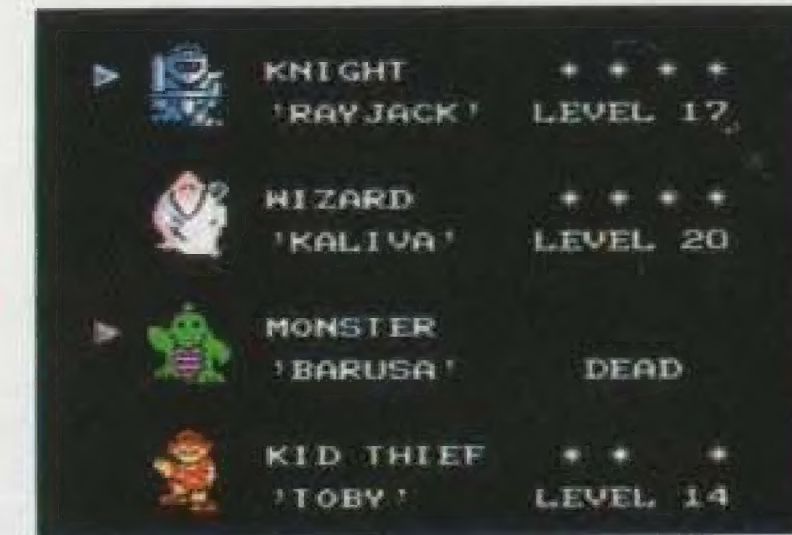 KNIGHT
'RAYJACK' LEVEL 17
WIZARD
'KALIVA' LEVEL 20
MONSTER
'BARUSA' DEAD
KID THIEF
'TOBY' LEVEL 14